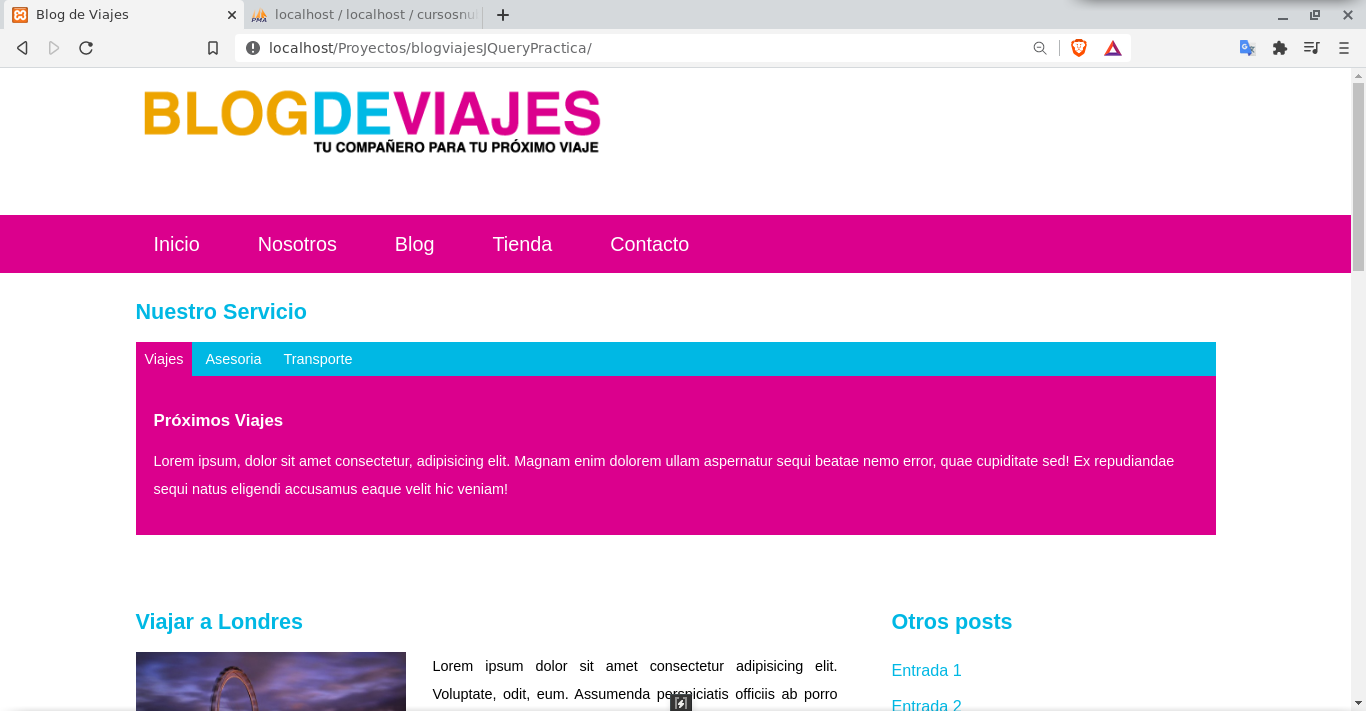 Blog de Viajes
localhost / localhost / cursosnu
localhost/Proyectos/blogviajesJQueryPractica/
BLOGDEVIAJES
TU COMPAÑERO PARA TU PRÓXIMO VIAJE
Inicio Nosotros Blog Tienda Contacto
Nuestro Servicio
Viajes Asesoria Transporte
Próximos Viajes
Lorem ipsum, dolor sit amet consectetur, adipisicing elit. Magnam enim dolorem ullam aspernatur sequi beatae nemo error, quae cupiditate sed! Ex repudiandae
sequi natus eligendi accusamus eaque velit hic veniam!
Viajar a Londres
Lorem ipsum dolor sit amet consectetur adipisicing elit.
Voluptate, odit, eum. Assumenda perspiciatis officiis ab porro
Otros posts
Entrada 1
Entrada 2